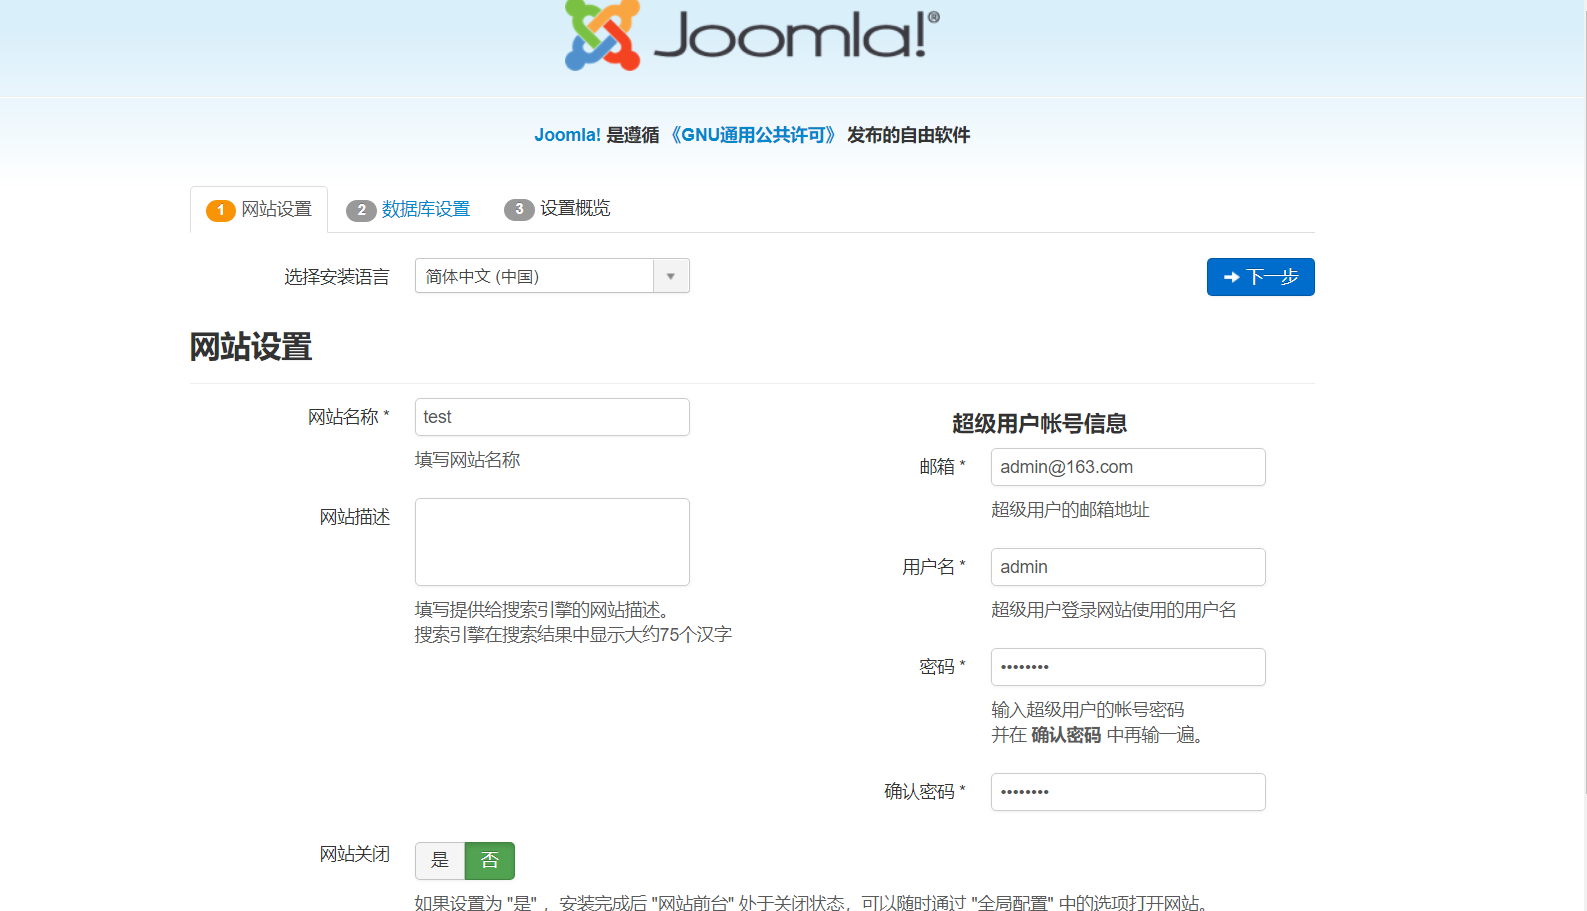 Joomla!®
Joomla! 是遵循 《GNU通用公共许可》 发布的自由软件
1 网站设置 2 数据库设置 3 设置概览
选择安装语言 简体中文 (中国) 下一步
网站设置
网站名称 * test
填写网站名称
网站描述
填写提供给搜索引擎的网站描述。
搜索引擎在搜索结果中显示大约75个汉字
超级用户帐号信息
邮箱 * admin@163.com
超级用户的邮箱地址
用户名 * admin
超级用户登录网站使用的用户名
密码 * ••••••••
输入超级用户的帐号密码
并在 确认密码 中再输一遍。
确认密码 * ••••••••
网站关闭 是 否
如果设置为 "是" ，安装完成后 "网站前台" 处于关闭状态，可以随时通过 "全局配置" 中的选项打开网站。